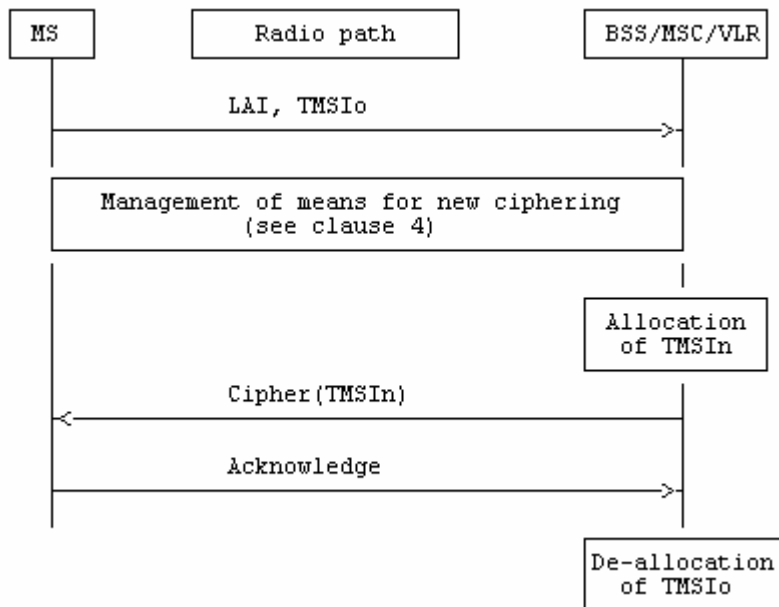 MS
Radio path
BSS/MSC/VLR
LAI, TMSIo
Management of means for new ciphering
(see clause 4)
Allocation
of TMSIn
Cipher(TMSIn)
Acknowledge
De-allocation
of TMSIo